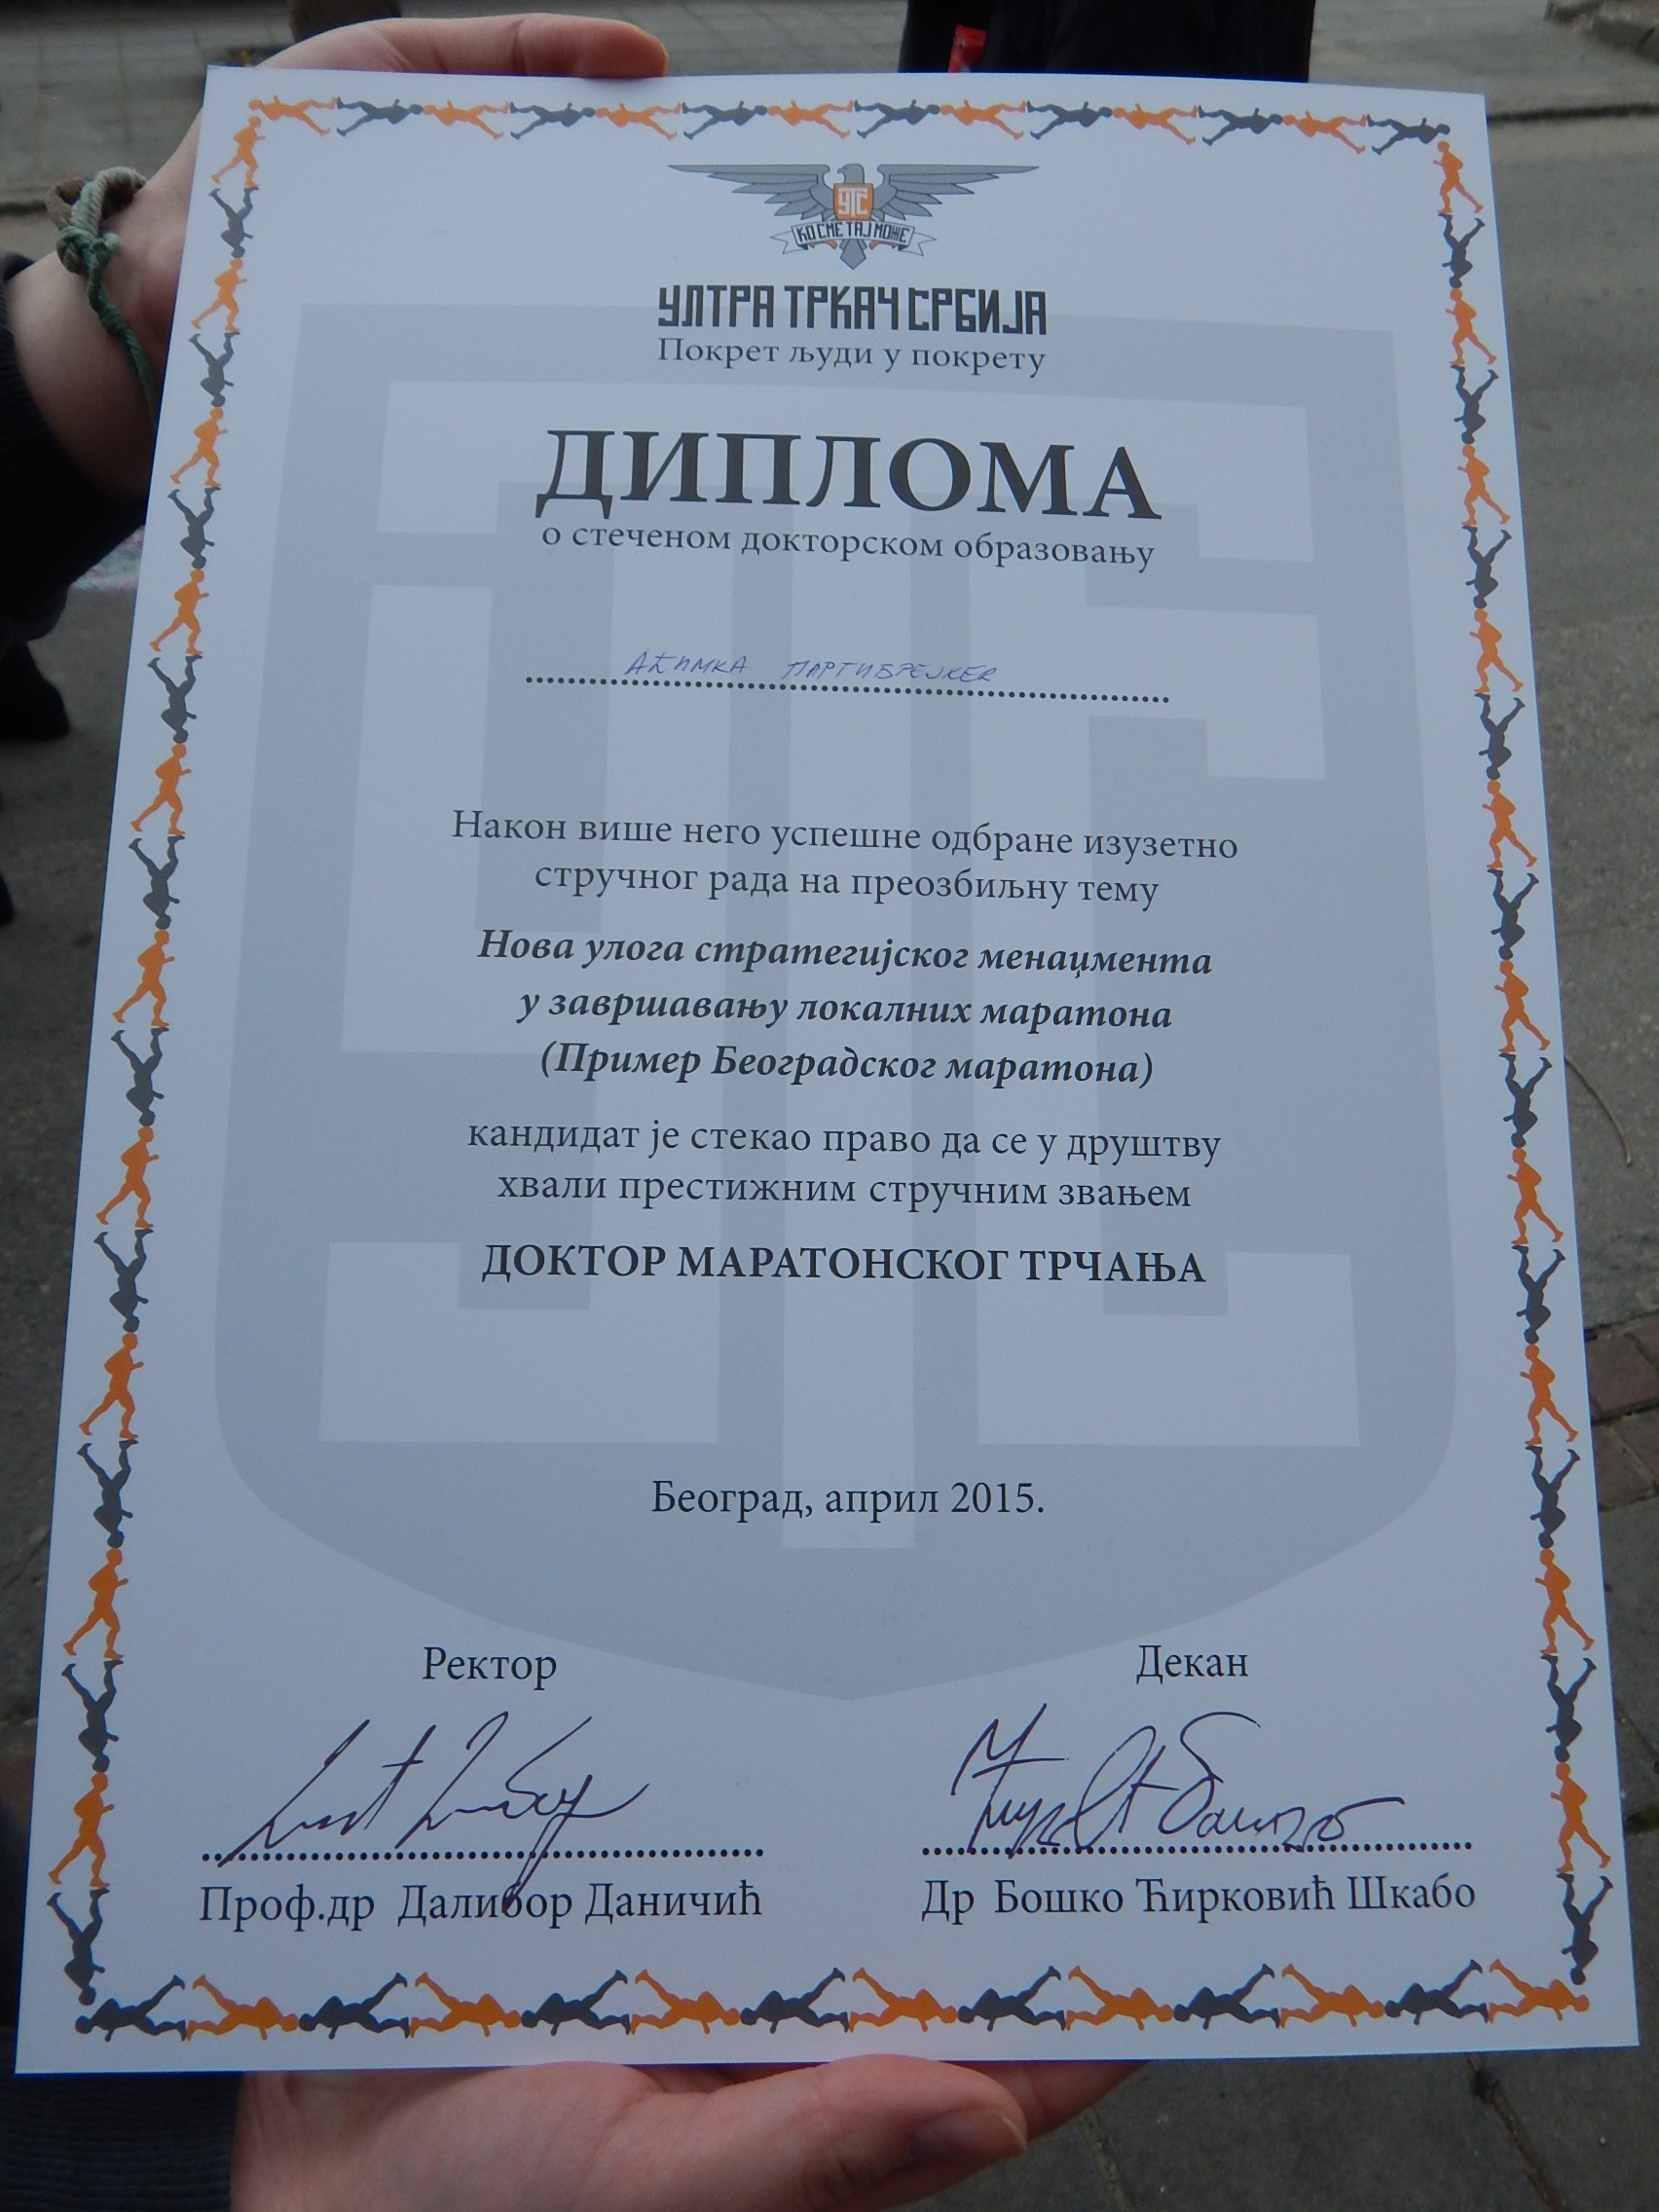 УТС
КО СМЕ ТАЈ МОЖЕ
УЛТРА ТРКАЧ СРБИЈА
Покрет људи у покрету
ДИПЛОМА
о стеченом докторском образовању
АЋИМКА ПАРТИБРЕЈКЕР
Након више него успешне одбране изузетно
стручног рада на преозбиљну тему
Нова улога стратегијског менаџмента
у завршавању локалних маратона
(Пример Београдског маратона)
кандидат је стекао право да се у друштву
хвали престижним стручним звањем
ДОКТОР МАРАТОНСКОГ ТРЧАЊА
Београд, април 2015.
Ректор
Декан
Проф.др Далибор Даничић
Др Бошко Ћирковић Шкабо